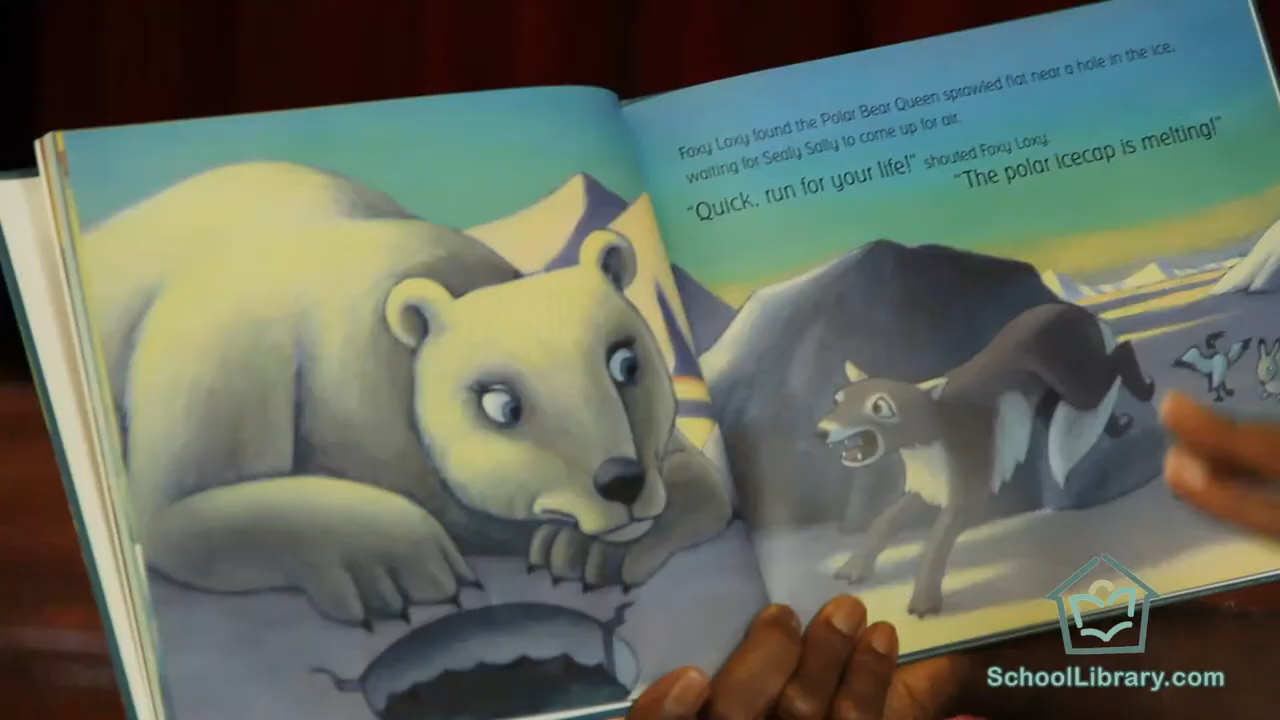 Foxy Loxy found the Polar Bear Queen sprawled flat near a hole in the ice,
waiting for Sealy Sally to come up for air.
"Quick, run for your life!" shouted Foxy Loxy.
"The polar icecap is melting!"
SchoolLibrary.com